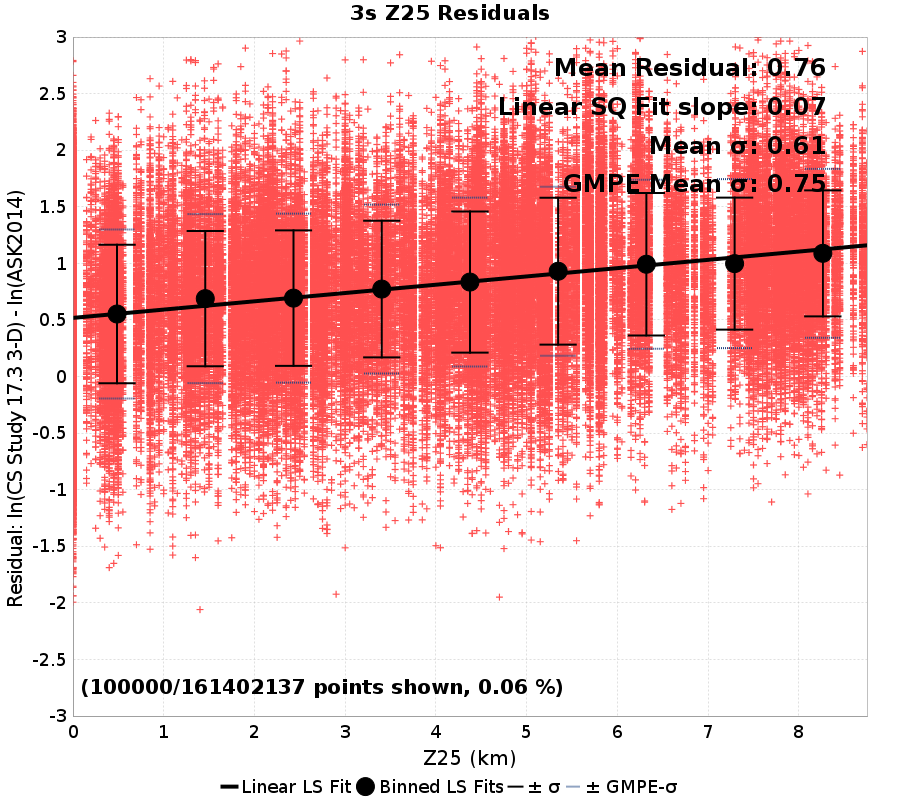 3s Z25 Residuals
Mean Residual: 0.76
Linear SQ Fit slope: 0.07
Mean σ: 0.61
GMPE Mean σ: 0.75
3
2.5
2
1.5
1
0.5
0
-0.5
-1
-1.5
-2
-2.5
-3
Residual: ln(CS Study 17.3 3-D) - ln(ASK2014)
(100000/161402137 points shown, 0.06 %)
0 1 2 3 4 5 6 7 8
Z25 (km)
Linear LS Fit Binned LS Fits ± σ ± GMPE-σ